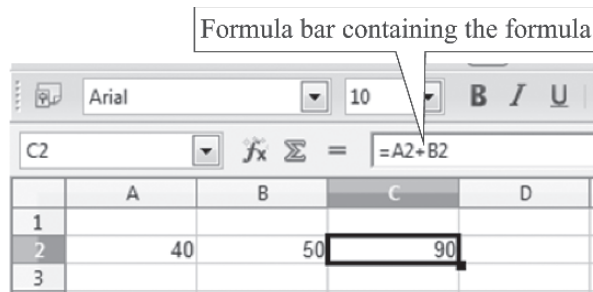 Formula bar containing the formula
Arial 10 B I U
C2 fx Σ = =A2+B2
A B C D
1
2 40 50 90
3